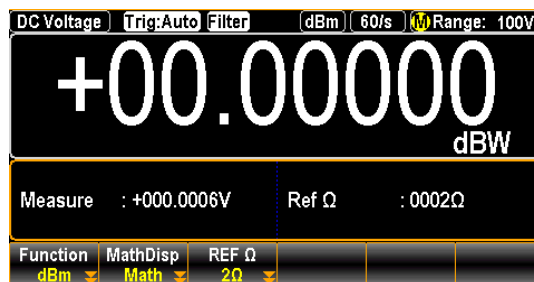 DC Voltage Trig:Auto Filter dBm 60/s M Range: 100V
+00.00000
dBW
Measure : +000.0006V Ref Ω : 0002Ω
Function MathDisp REF Ω
dBm Math 2Ω